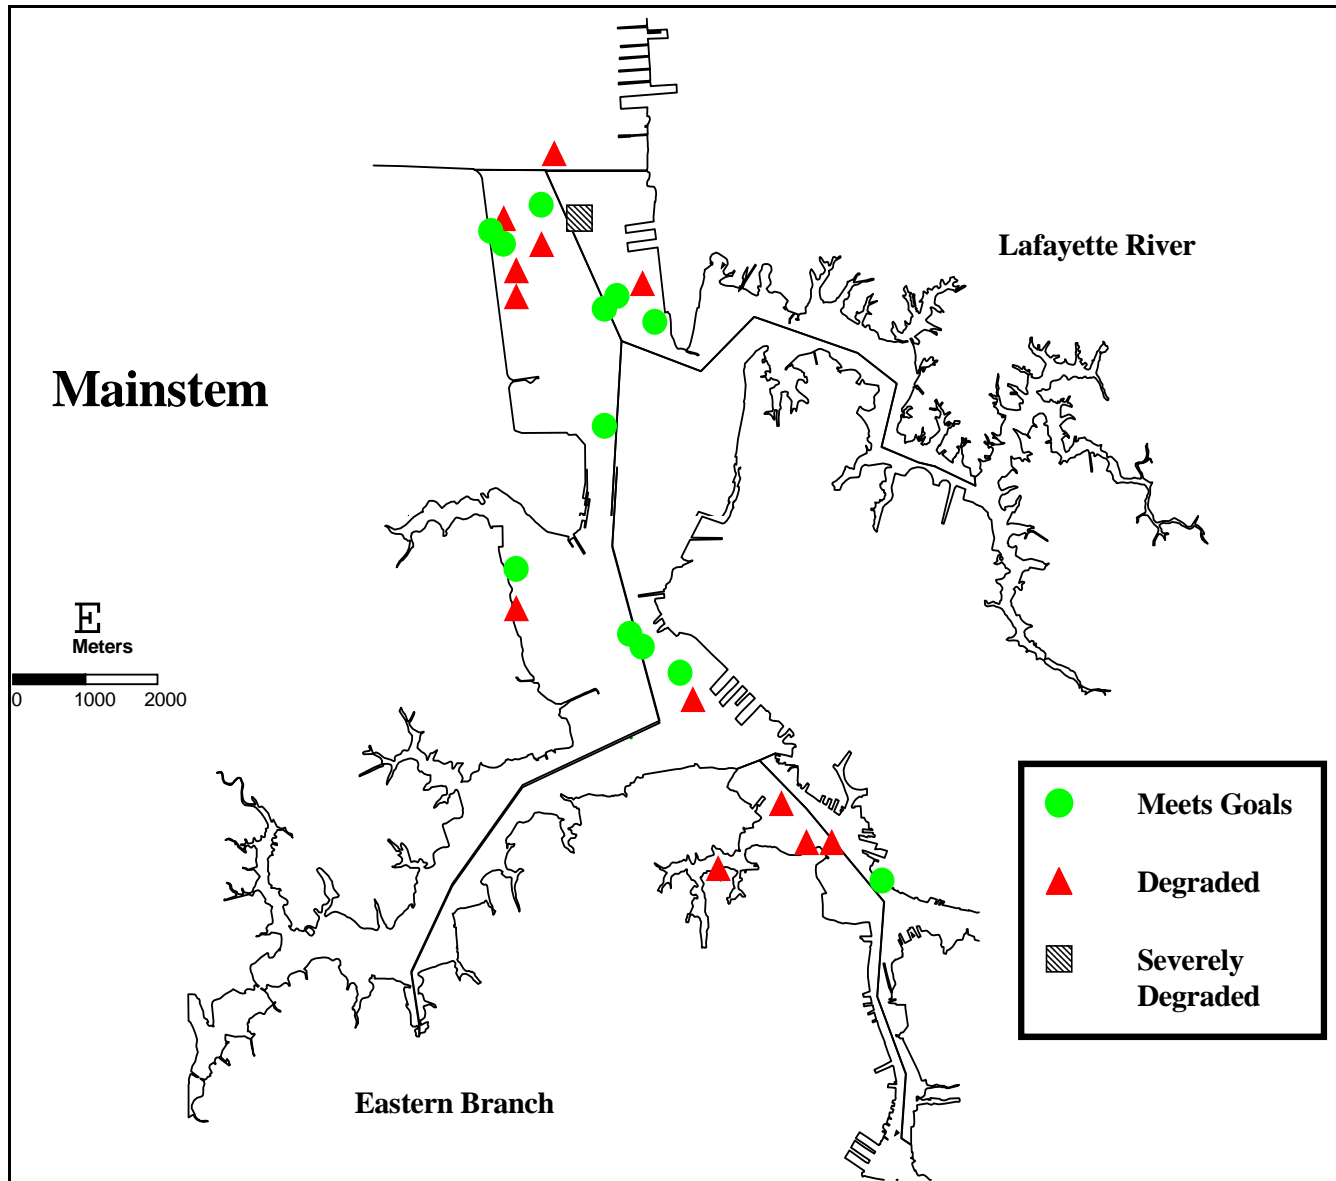 Lafayette River
Mainstem
E
Meters
0 1000 2000
Meets Goals
Degraded
Severely
Degraded
Eastern Branch